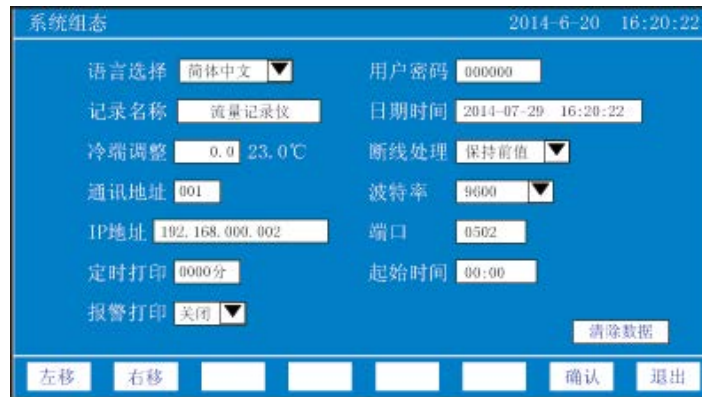 系统组态 2014-6-20 16:20:22
语言选择 简体中文 用户密码 000000
记录名称 流量记录仪 日期时间 2014-07-29 16:20:22
冷端调整 0.0 23.0℃ 断线处理 保持前值
通讯地址 001 波特率 9600
IP地址 192.168.000.002 端口 0502
定时打印 0000分 起始时间 00:00
报警打印 关闭
清除数据
左移 右移 确认 退出